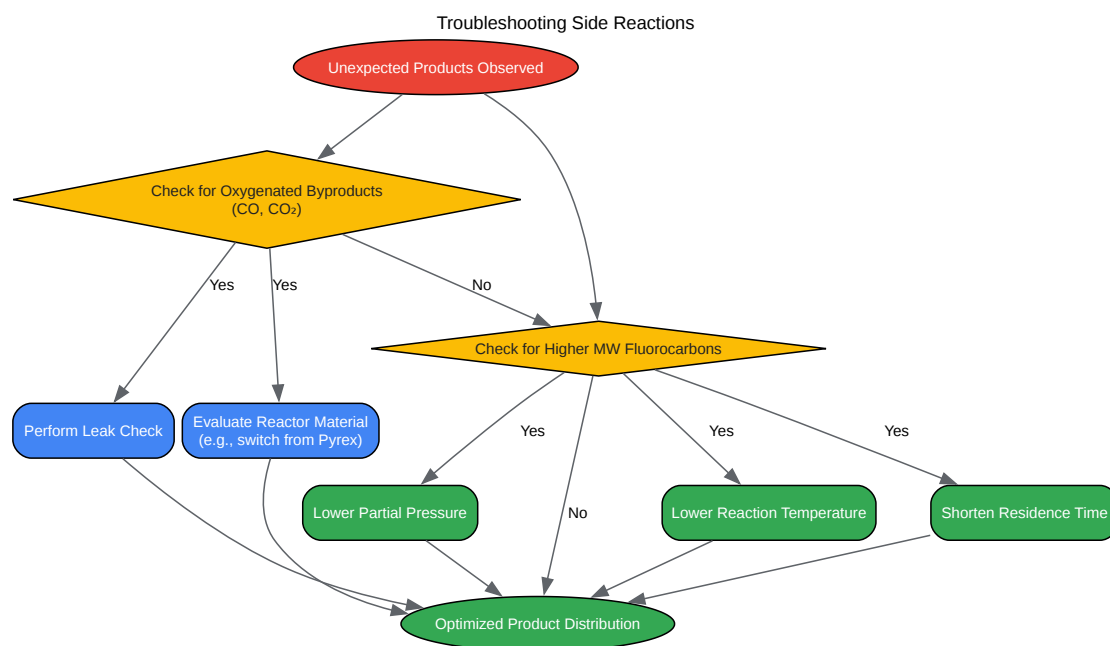 Troubleshooting Side Reactions
Unexpected Products Observed
Check for Oxygenated Byproducts
(CO, CO₂)
Yes
Yes
No
Check for Higher MW Fluorocarbons
Perform Leak Check
Evaluate Reactor Material
(e.g., switch from Pyrex)
Yes
No
Yes
Yes
Lower Partial Pressure
Lower Reaction Temperature
Shorten Residence Time
Optimized Product Distribution